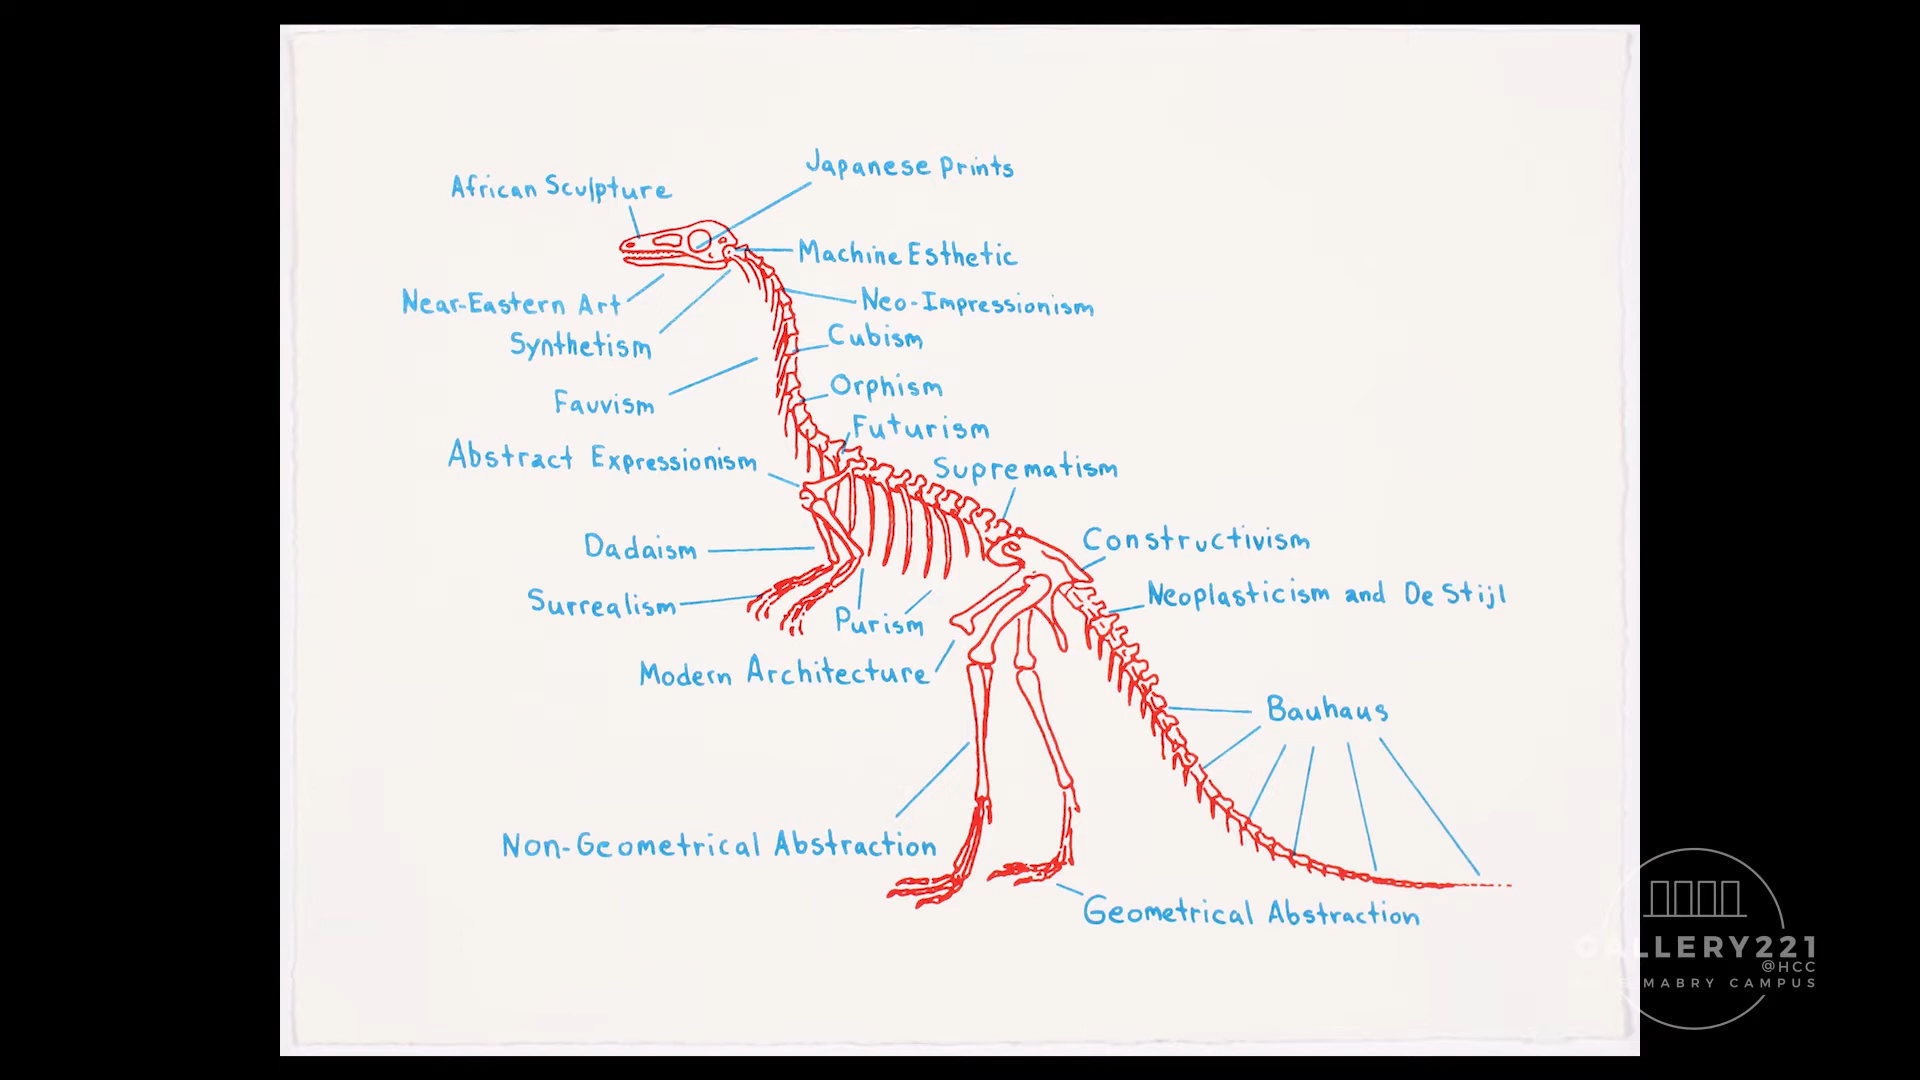 Japanese Prints
African Sculpture
Machine Esthetic
Near-Eastern Art
Neo-Impressionism
Synthetism
Cubism
Fauvism
Orphism
Futurism
Abstract Expressionism
Suprematism
Dadaism
Constructivism
Surrealism
Neoplasticism and De Stijl
Purism
Modern Architecture
Bauhaus
Non-Geometrical Abstraction
Geometrical Abstraction
GALLERY221
@HCC
MABRY CAMPUS